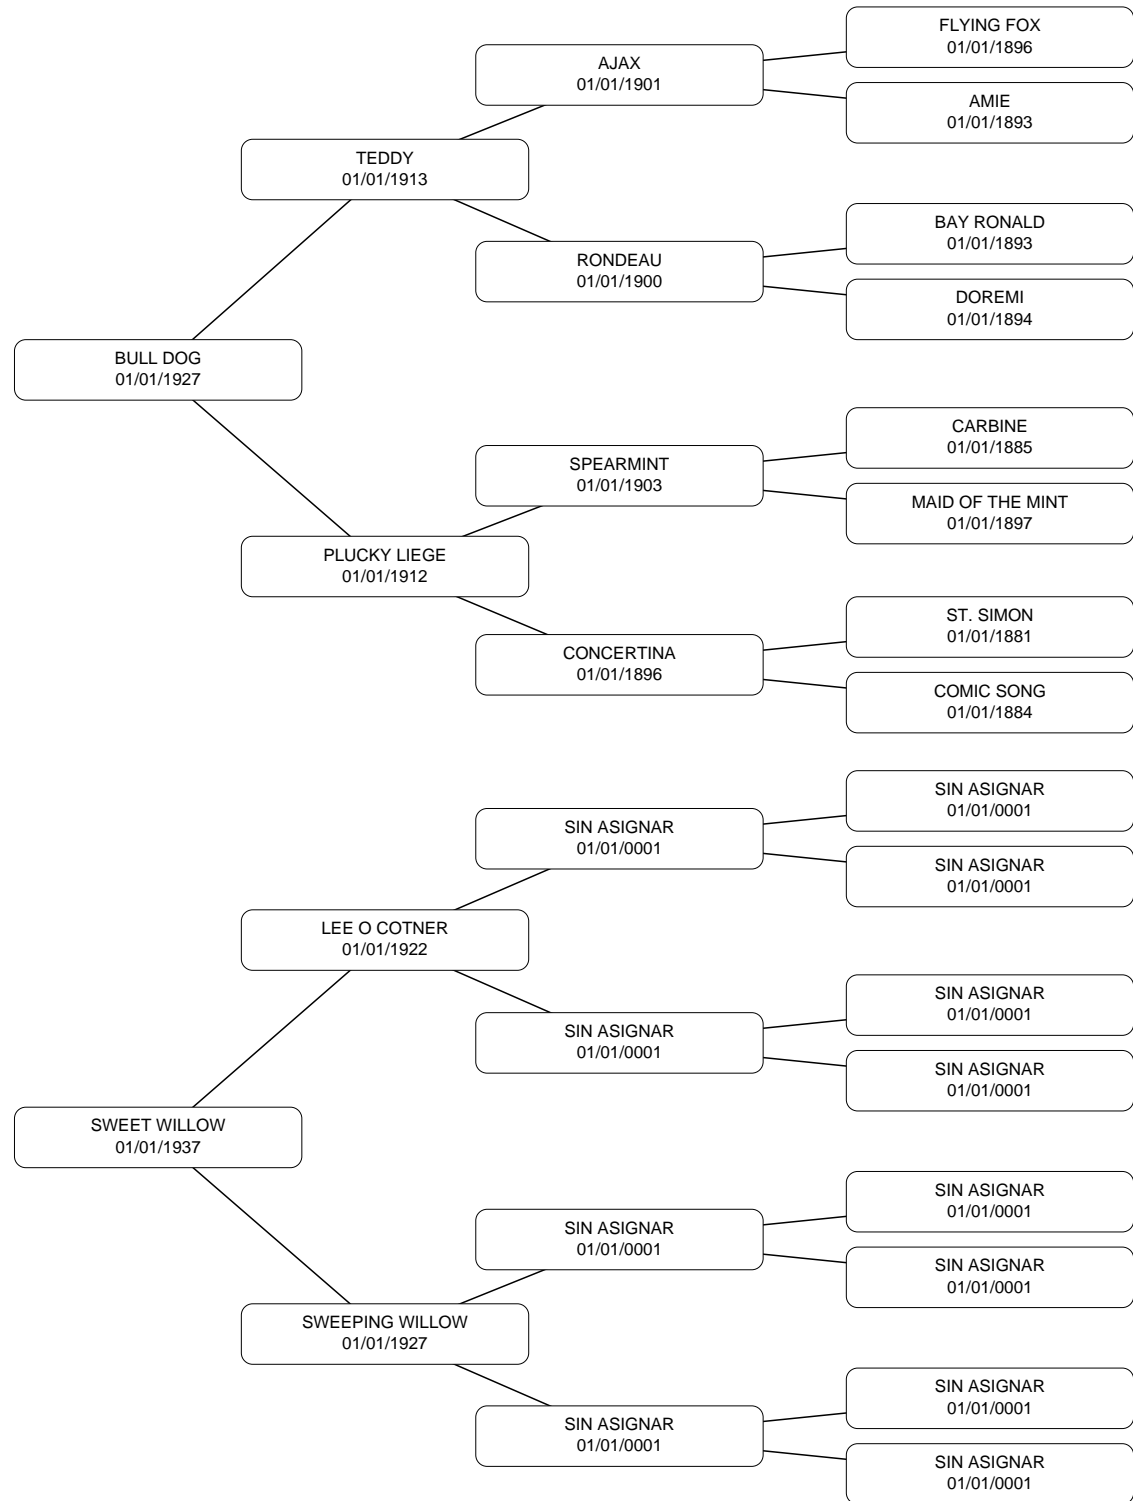 FLYING FOX
01/01/1896
AJAX
01/01/1901
AMIE
01/01/1893
TEDDY
01/01/1913
BAY RONALD
01/01/1893
RONDEAU
01/01/1900
DOREMI
01/01/1894
BULL DOG
01/01/1927
CARBINE
01/01/1885
SPEARMINT
01/01/1903
MAID OF THE MINT
01/01/1897
PLUCKY LIEGE
01/01/1912
ST. SIMON
01/01/1881
CONCERTINA
01/01/1896
COMIC SONG
01/01/1884
SIN ASIGNAR
01/01/0001
SIN ASIGNAR
01/01/0001
SIN ASIGNAR
01/01/0001
LEE O COTNER
01/01/1922
SIN ASIGNAR
01/01/0001
SIN ASIGNAR
01/01/0001
SIN ASIGNAR
01/01/0001
SWEET WILLOW
01/01/1937
SIN ASIGNAR
01/01/0001
SIN ASIGNAR
01/01/0001
SIN ASIGNAR
01/01/0001
SWEEPING WILLOW
01/01/1927
SIN ASIGNAR
01/01/0001
SIN ASIGNAR
01/01/0001
SIN ASIGNAR
01/01/0001